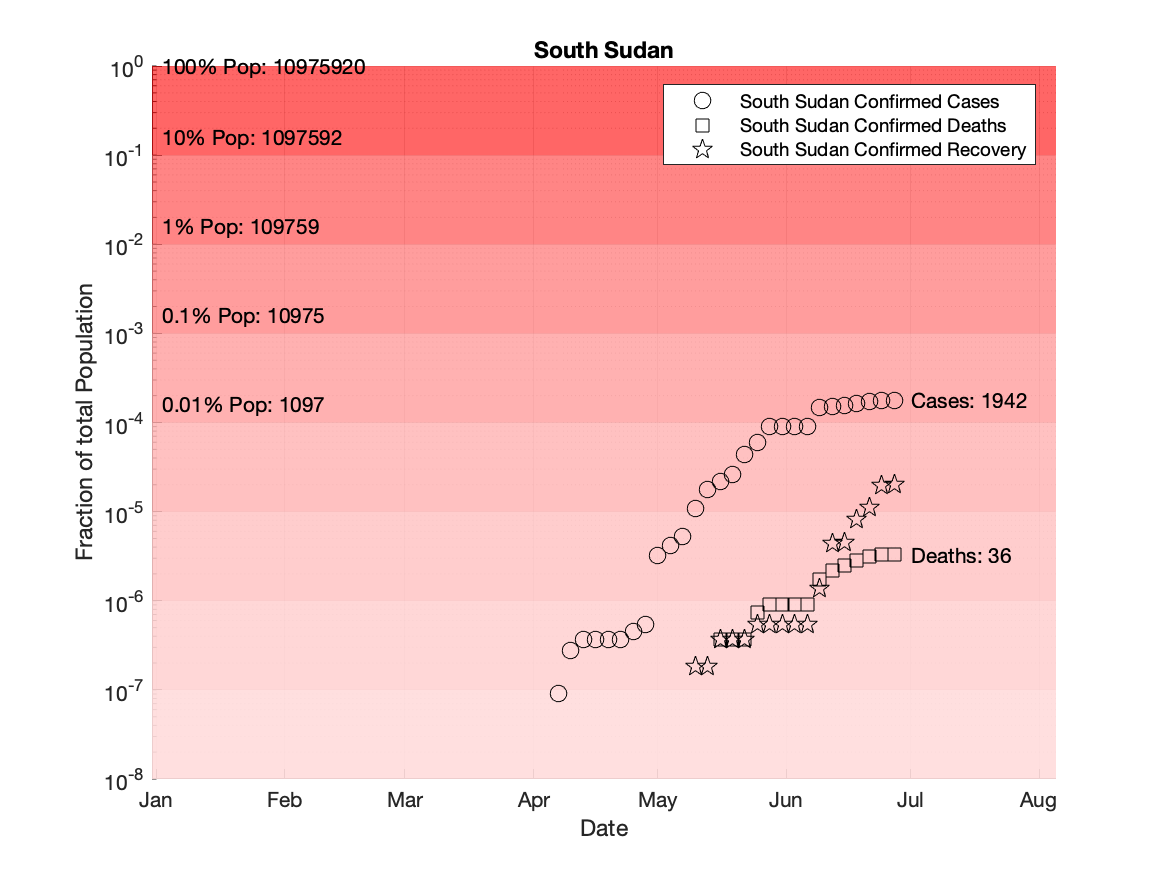 South Sudan
10^0
100% Pop: 10975920
South Sudan Confirmed Cases
South Sudan Confirmed Deaths
South Sudan Confirmed Recovery
10% Pop: 1097592
10^-1
1% Pop: 109759
10^-2
0.1% Pop: 10975
10^-3
0.01% Pop: 1097
Cases: 1942
10^-4
10^-5
Deaths: 36
10^-6
10^-7
10^-8
Fraction of total Population
Jan Feb Mar Apr May Jun Jul Aug
Date